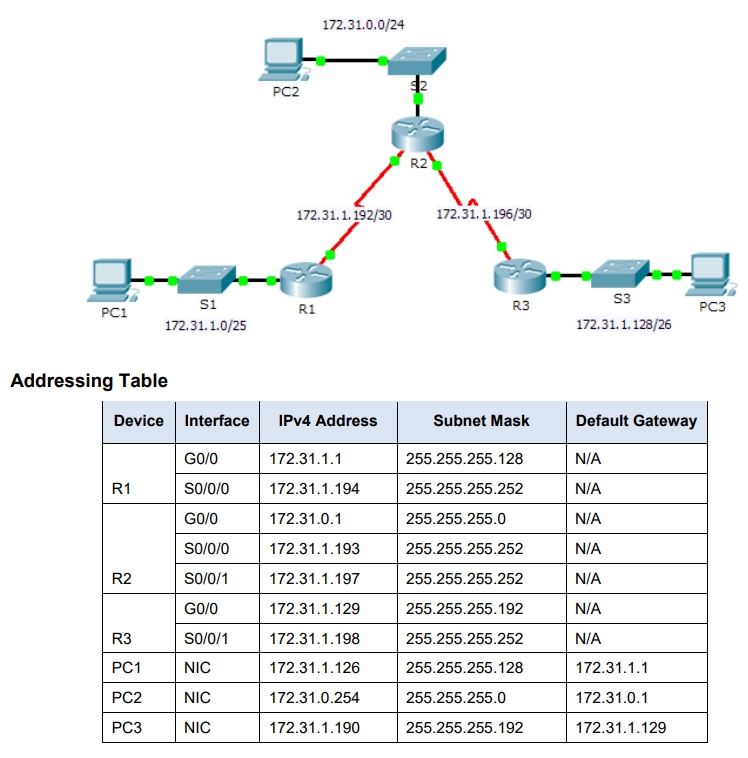 172.31.0.0/24
PC2
S2
R2
172.31.1.192/30
172.31.1.196/30
PC1
S1
R1
R3
S3
PC3
172.31.1.0/25
172.31.1.128/26
Addressing Table
Device Interface IPv4 Address Subnet Mask Default Gateway
G0/0 172.31.1.1 255.255.255.128 N/A
R1 S0/0/0 172.31.1.194 255.255.255.252 N/A
G0/0 172.31.0.1 255.255.255.0 N/A
S0/0/0 172.31.1.193 255.255.255.252 N/A
R2 S0/0/1 172.31.1.197 255.255.255.252 N/A
G0/0 172.31.1.129 255.255.255.192 N/A
R3 S0/0/1 172.31.1.198 255.255.255.252 N/A
PC1 NIC 172.31.1.126 255.255.255.128 172.31.1.1
PC2 NIC 172.31.0.254 255.255.255.0 172.31.0.1
PC3 NIC 172.31.1.190 255.255.255.192 172.31.1.129